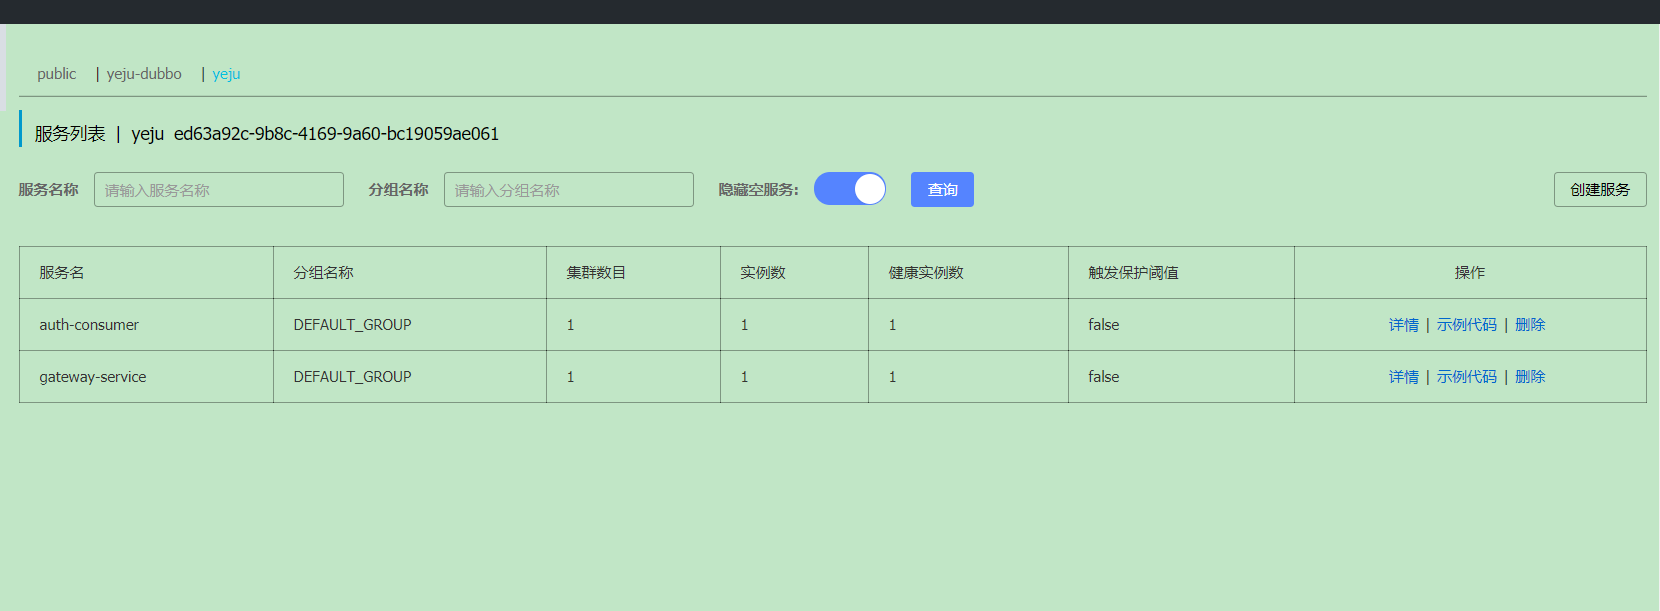 public | yeju-dubbo | yeju
服务列表 | yeju ed63a92c-9b8c-4169-9a60-bc19059ae061
服务名称 请输入服务名称 分组名称 请输入分组名称 隐藏空服务: 查询 创建服务
服务名 分组名称 集群数目 实例数 健康实例数 触发保护阈值 操作
auth-consumer DEFAULT_GROUP 1 1 1 false 详情 | 示例代码 | 删除
gateway-service DEFAULT_GROUP 1 1 1 false 详情 | 示例代码 | 删除